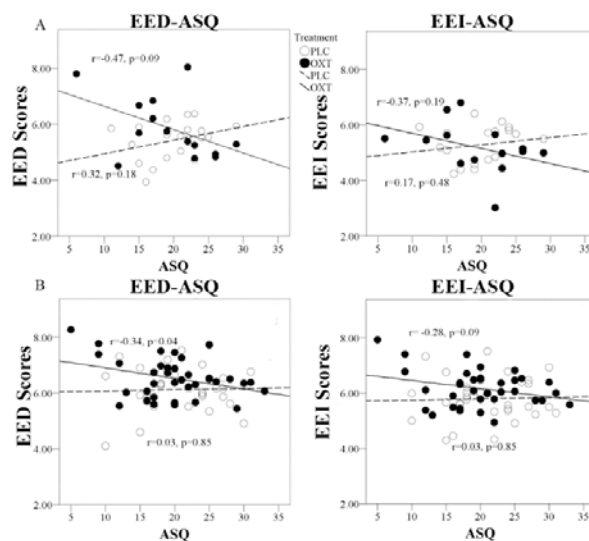 A
EED-ASQ
EEI-ASQ
Treatment
PLC
OXT
PLC
OXT
EED Scores
8.00
6.00
4.00
2.00
r=-0.47, p=0.09
r=0.32, p=0.18
5 10 15 20 25 30 35
ASQ
EEI Scores
8.00
6.00
4.00
2.00
r=-0.37, p=0.19
r=0.17, p=0.48
5 10 15 20 25 30 35
ASQ
B
EED-ASQ
EEI-ASQ
EED Scores
8.00
6.00
4.00
2.00
r=-0.34, p=0.04
r=0.03, p=0.85
5 10 15 20 25 30 35
ASQ
EEI Scores
8.00
6.00
4.00
2.00
r= -0.28, p=0.09
r=0.03, p=0.85
5 10 15 20 25 30 35
ASQ